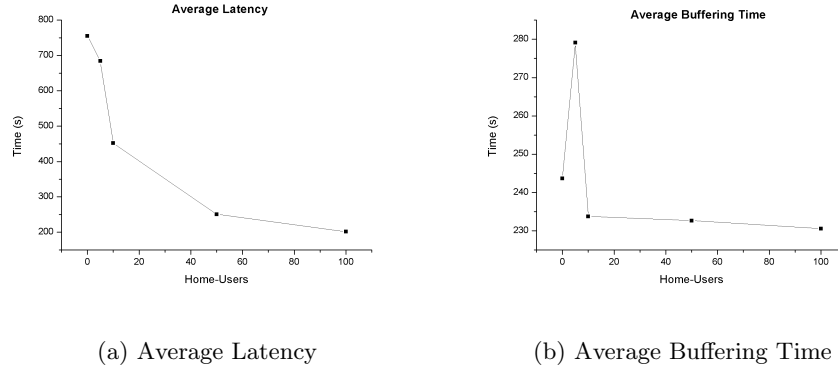 Average Latency
800
700
600
500
400
300
200
Time (s)
0 20 40 60 80 100
Home-Users
Average Buffering Time
280
270
260
250
240
230
Time (s)
0 20 40 60 80 100
Home-Users
(a) Average Latency
(b) Average Buffering Time